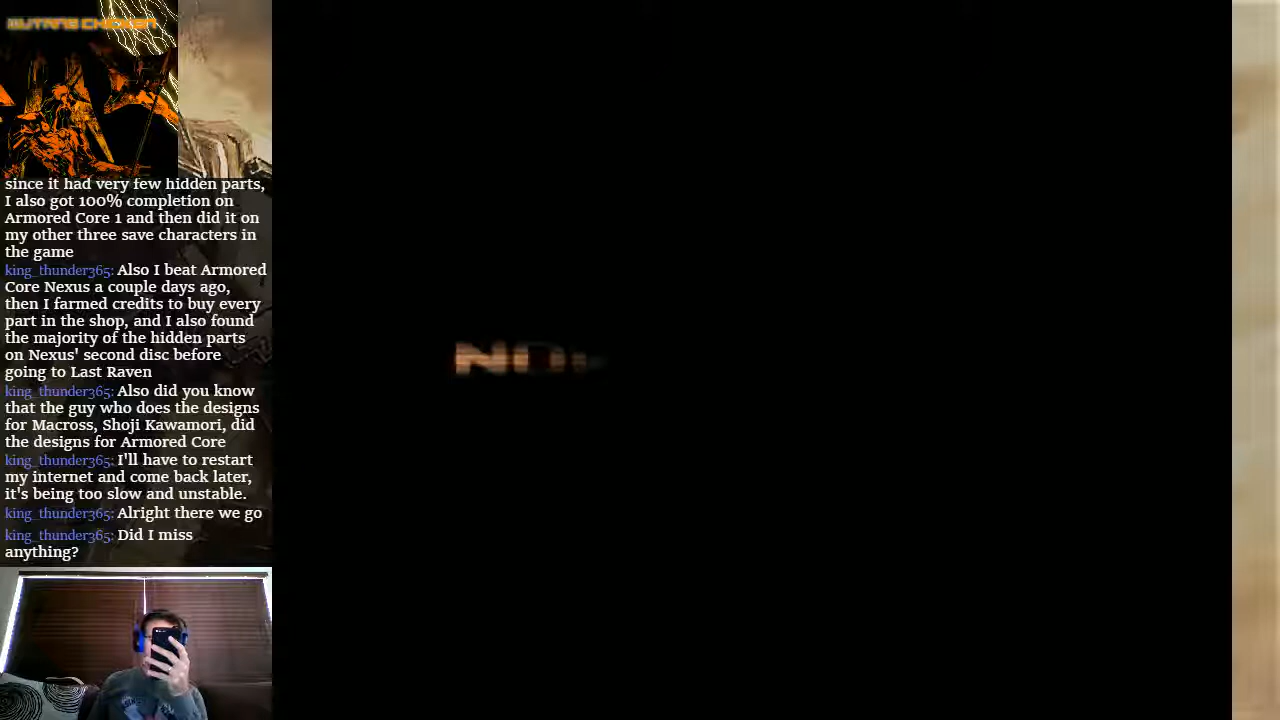 MUTANT CHICKEN
since it had very few hidden parts,
I also got 100% completion on
Armored Core 1 and then did it on
my other three save characters in
the game
king_thunder365: Also I beat Armored
Core Nexus a couple days ago,
then I farmed credits to buy every
part in the shop, and I also found
the majority of the hidden parts
on Nexus' second disc before
going to Last Raven
king_thunder365: Also did you know
that the guy who does the designs
for Macross, Shoji Kawamori, did
the designs for Armored Core
king_thunder365: I'll have to restart
my internet and come back later,
it's being too slow and unstable.
king_thunder365: Alright there we go
king_thunder365: Did I miss
anything?